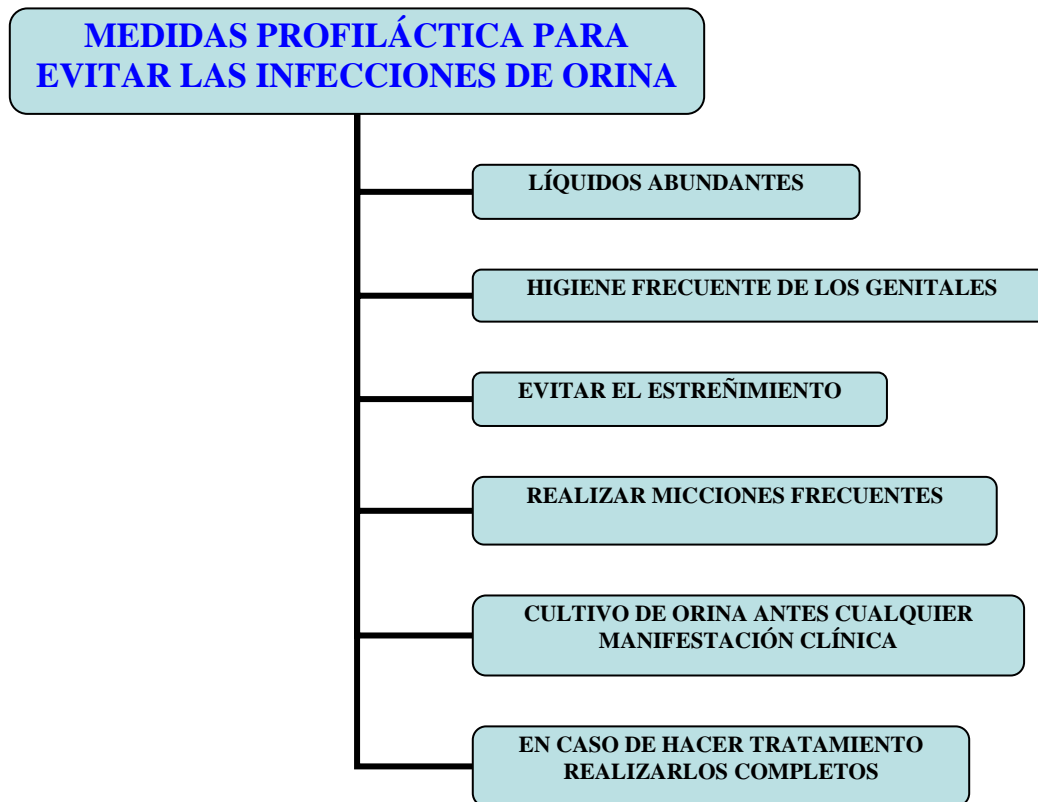 MEDIDAS PROFILÁCTICA PARA
EVITAR LAS INFECCIONES DE ORINA
LÍQUIDOS ABUNDANTES
HIGIENE FRECUENTE DE LOS GENITALES
EVITAR EL ESTREÑIMIENTO
REALIZAR MICCIONES FRECUENTES
CULTIVO DE ORINA ANTES CUALQUIER
MANIFESTACIÓN CLÍNICA
EN CASO DE HACER TRATAMIENTO
REALIZARLOS COMPLETOS